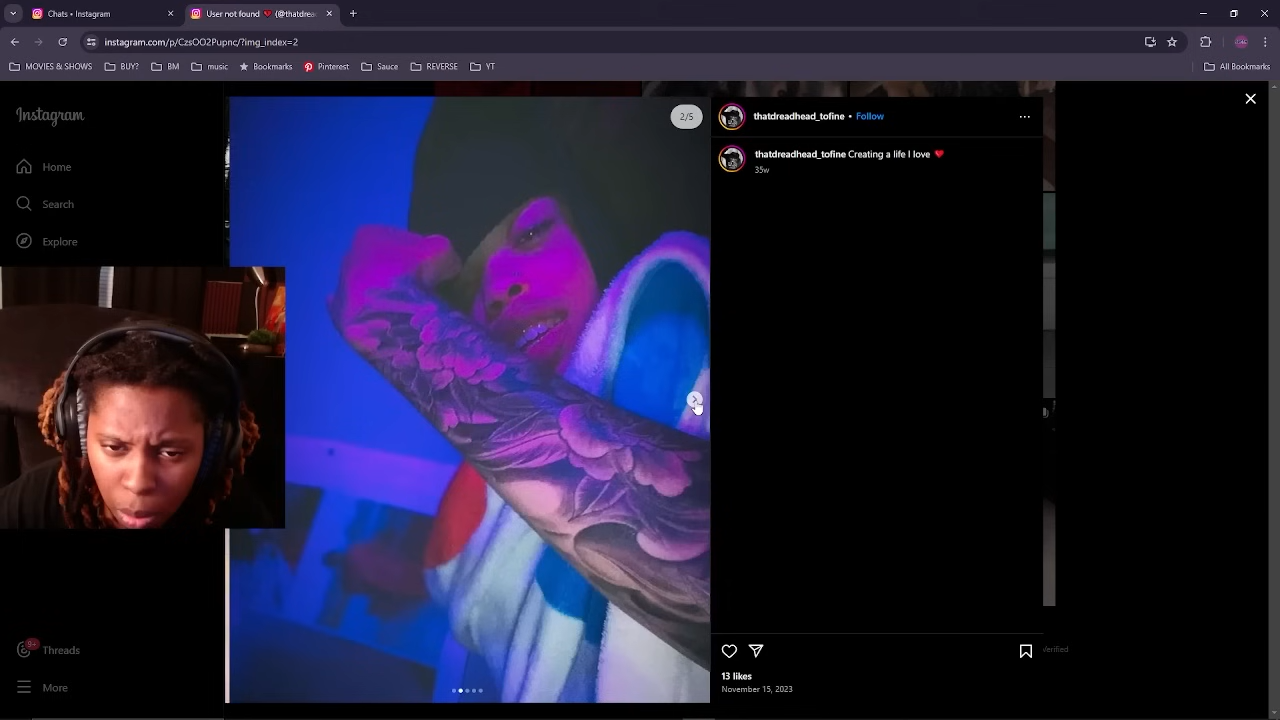 Chats • Instagram
User not found 💔 (@thatdrea
instagram.com/p/CzsOO2Pupnc/?img_index=2
MOVIES & SHOWS
BUY?
BM
music
Bookmarks
Pinterest
Sauce
REVERSE
YT
All Bookmarks
Instagram
Home
Search
Explore
9+
Threads
More
2/5
thatdreadhead_tofine • Follow
thatdreadhead_tofine Creating a life I love ♥️
35w
13 likes
November 15, 2023
Verified